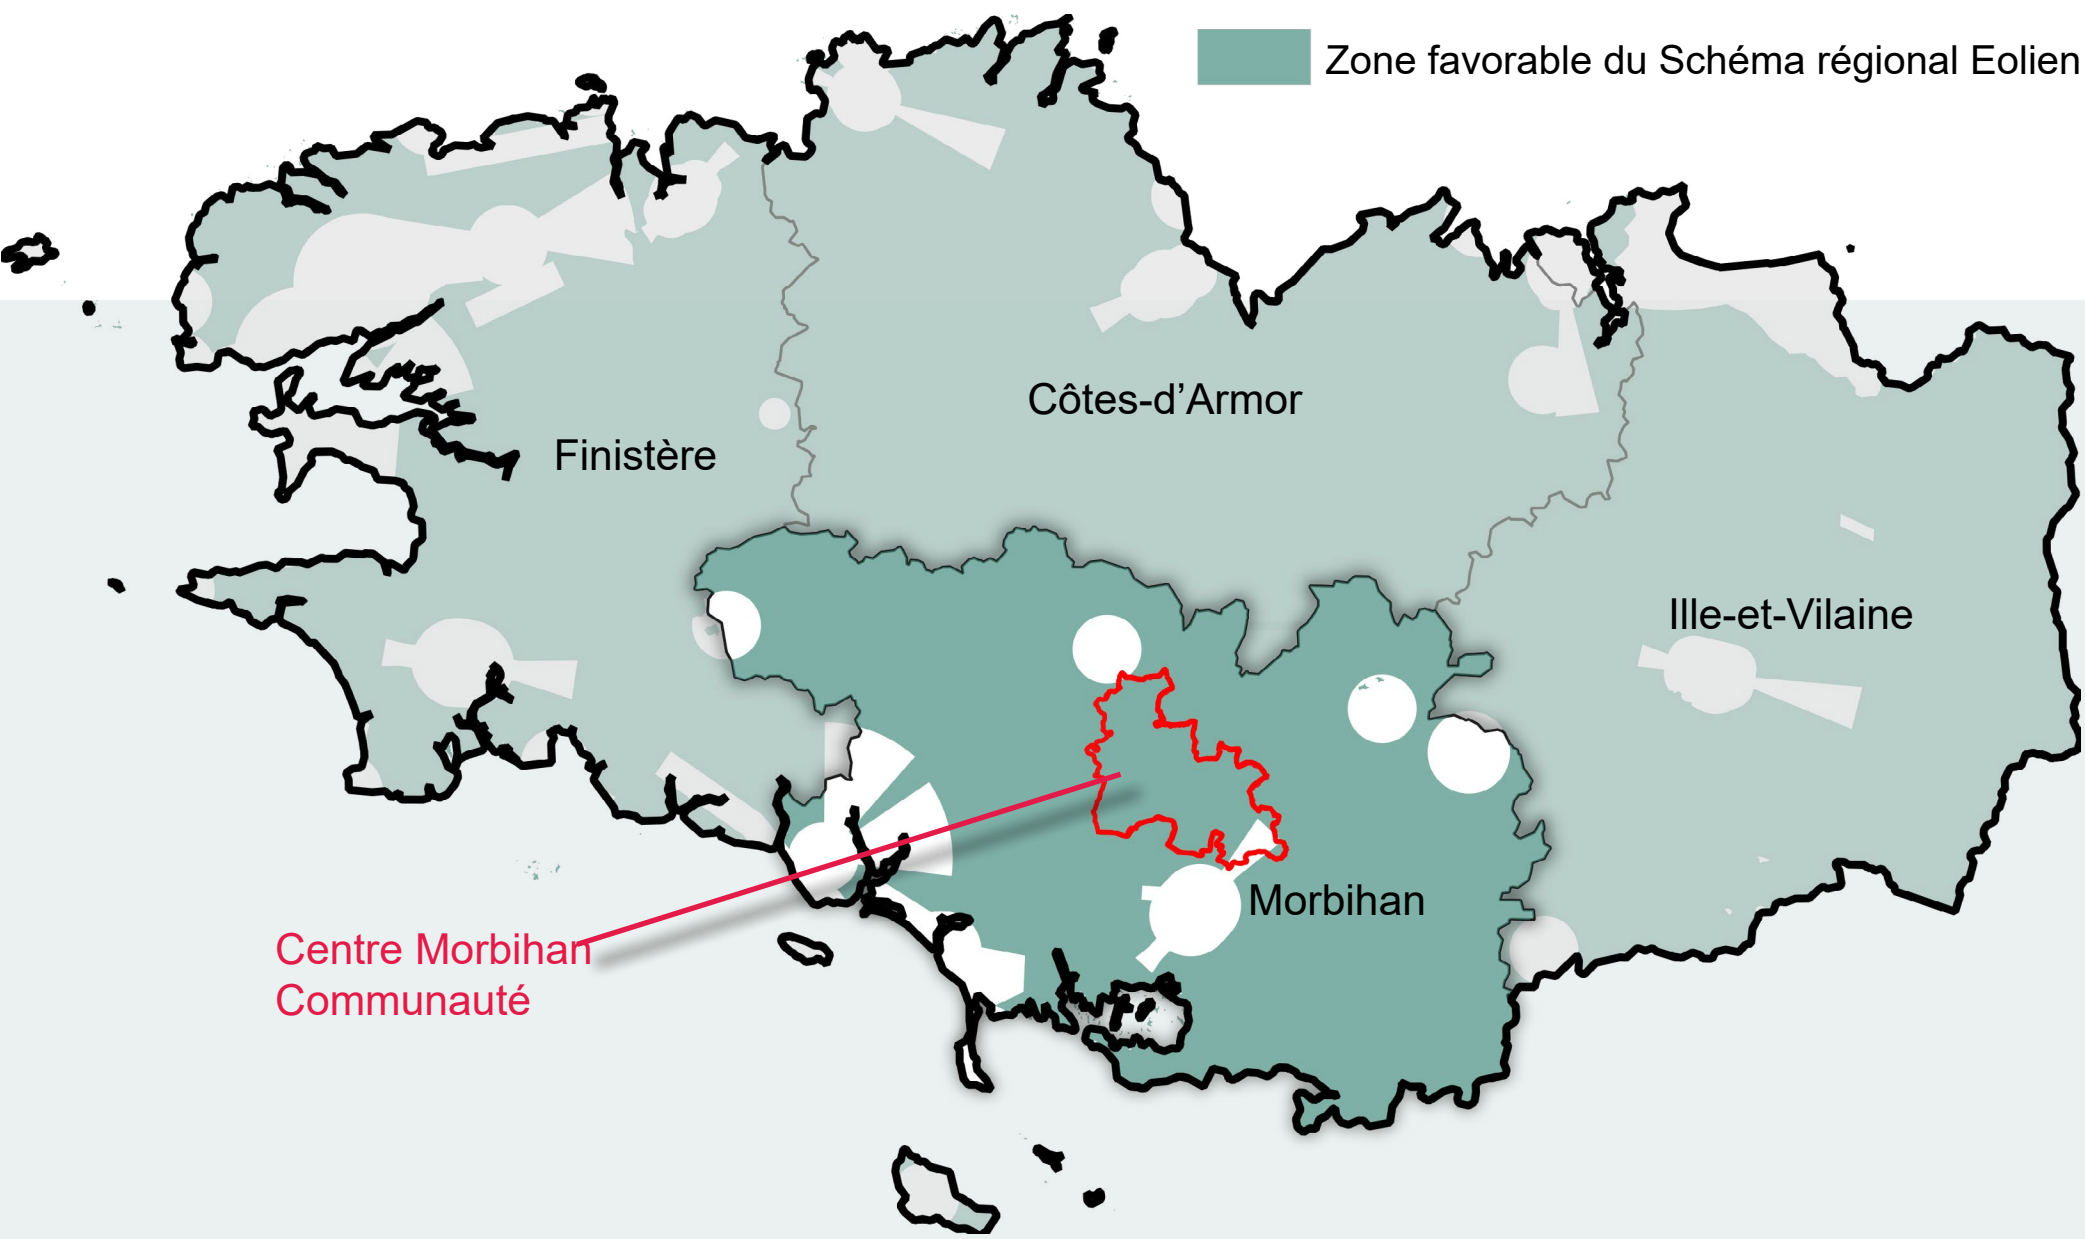 Zone favorable du Schéma régional Eolien
Côtes-d’Armor
Finistère
Ille-et-Vilaine
Morbihan
Centre Morbihan
Communauté